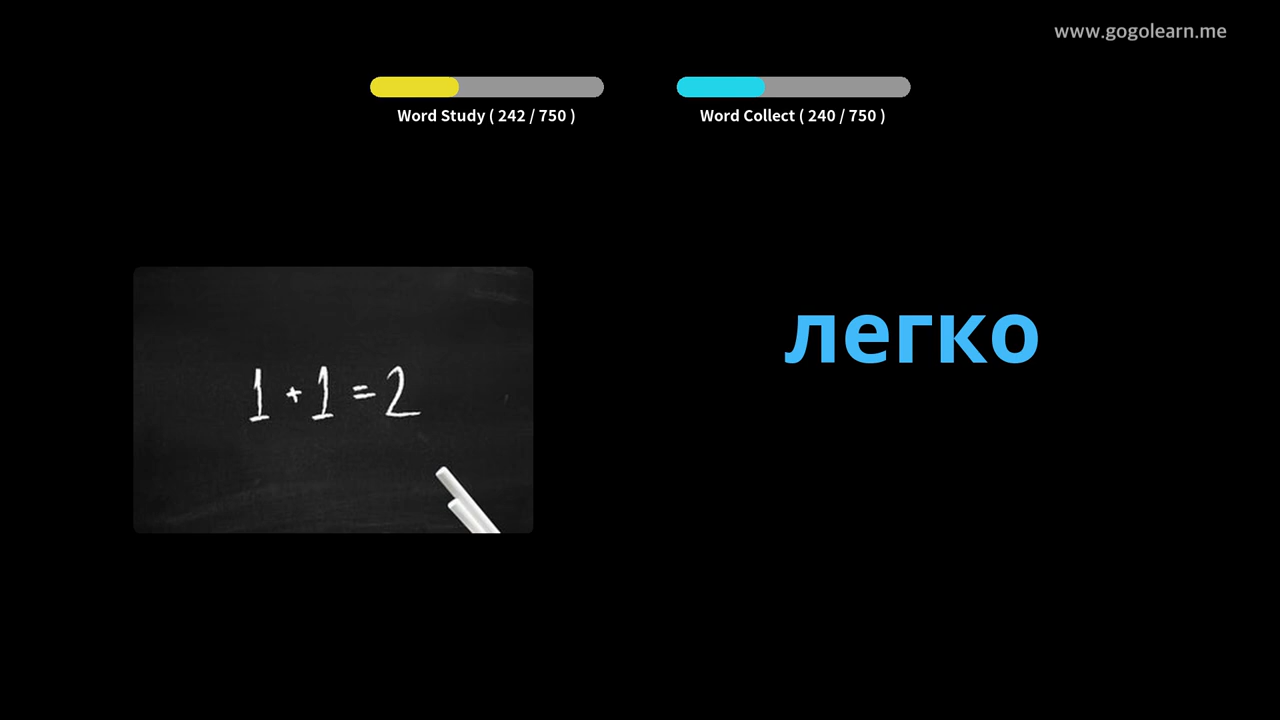 www.gogolearn.me
Word Study ( 242 / 750 )
Word Collect ( 240 / 750 )
легко
1 + 1 = 2